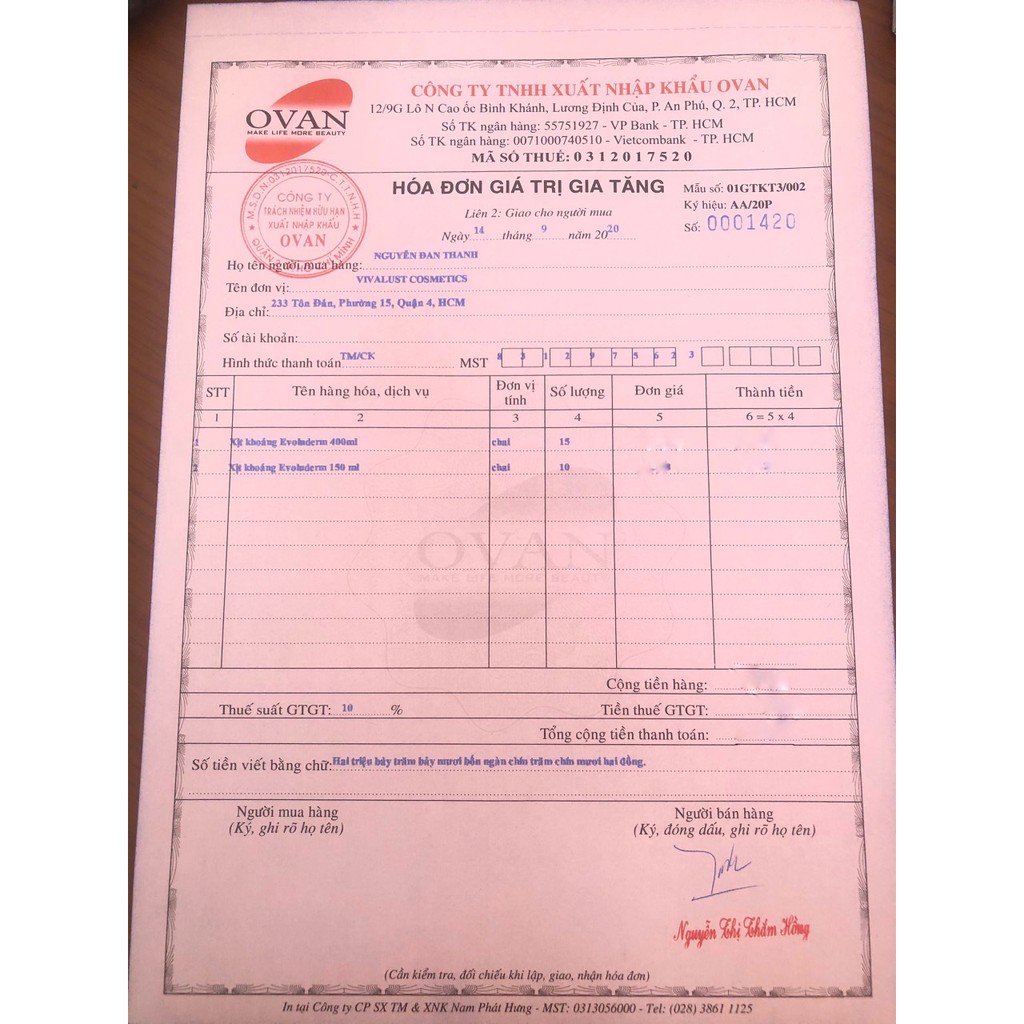 OVAN
MAKE LIFE MORE BEAUTY
CÔNG TY TNHH XUẤT NHẬP KHẨU OVAN
12/9G Lô N Cao ốc Bình Khánh, Lương Định Của, P. An Phú, Q. 2, TP. HCM
Số TK ngân hàng: 55751927 - VP Bank - TP. HCM
Số TK ngân hàng: 0071000740510 - Vietcombank - TP. HCM
MÃ SỐ THUẾ: 0312017520
M.S.D.N:0312017520-C.T.T.N.H.H
CÔNG TY
TRÁCH NHIỆM HỮU HẠN
XUẤT NHẬP KHẨU
OVAN
HÓA ĐƠN GIÁ TRỊ GIA TĂNG
Liên 2: Giao cho người mua
Ngày 14 tháng 9 năm 2020
Mẫu số: 01GTKT3/002
Ký hiệu: AA/20P
Số: 0001420
Họ tên người mua hàng: NGUYỄN ĐAN THANH
Tên đơn vị: VIVALUST COSMETICS
Địa chỉ: 233 Tôn Đản, Phường 15, Quận 4, HCM
Số tài khoản:
Hình thức thanh toán TM/CK MST 8 3 1 2 9 7 5 6 2 3
STT Tên hàng hóa, dịch vụ Đơn vị tính Số lượng Đơn giá Thành tiền
1 2 3 4 5 6 = 5 x 4
1 Xịt khoáng Evoluderm 400ml chai 15
2 Xịt khoáng Evoluderm 150 ml chai 10
OVAN
MAKE LIFE MORE BEAUTY
Cộng tiền hàng:
Thuế suất GTGT: 10 % Tiền thuế GTGT:
Tổng cộng tiền thanh toán:
Số tiền viết bằng chữ: Hai triệu bảy trăm bảy mươi bốn ngàn chín trăm chín mươi hai đồng.
Người mua hàng
(Ký, ghi rõ họ tên)
Người bán hàng
(Ký, đóng dấu, ghi rõ họ tên)
Nguyễn Thị Thắm Hồng
(Cần kiểm tra, đối chiếu khi lập, giao, nhận hóa đơn)
In tại Công ty CP SX TM & XNK Nam Phát Hưng - MST: 0313056000 - Tel: (028) 3861 1125